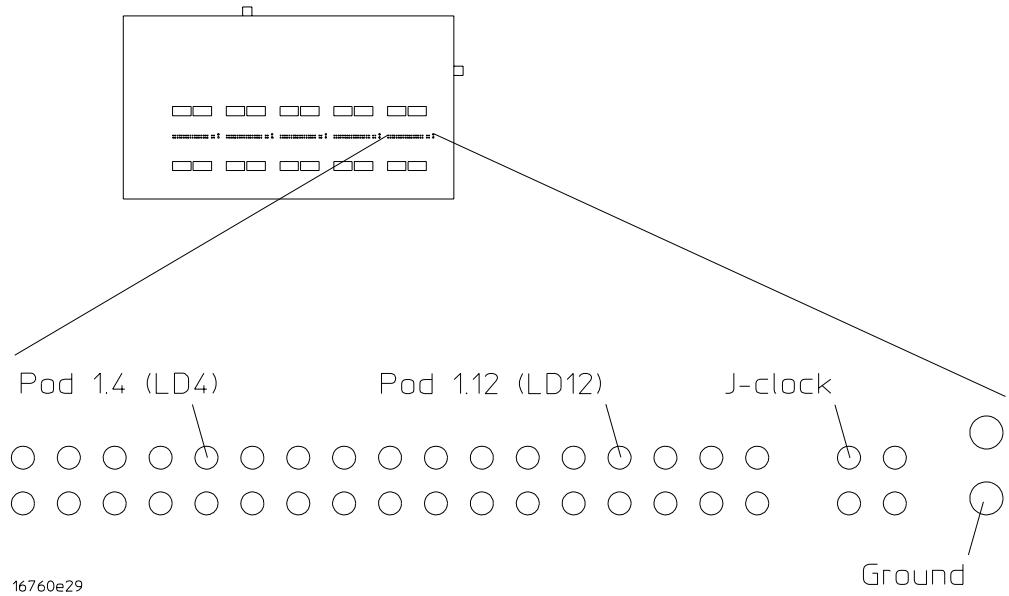 Pod 1.4 (LD4)
Pod 1.12 (LD12)
J-clock
Ground
16760e29